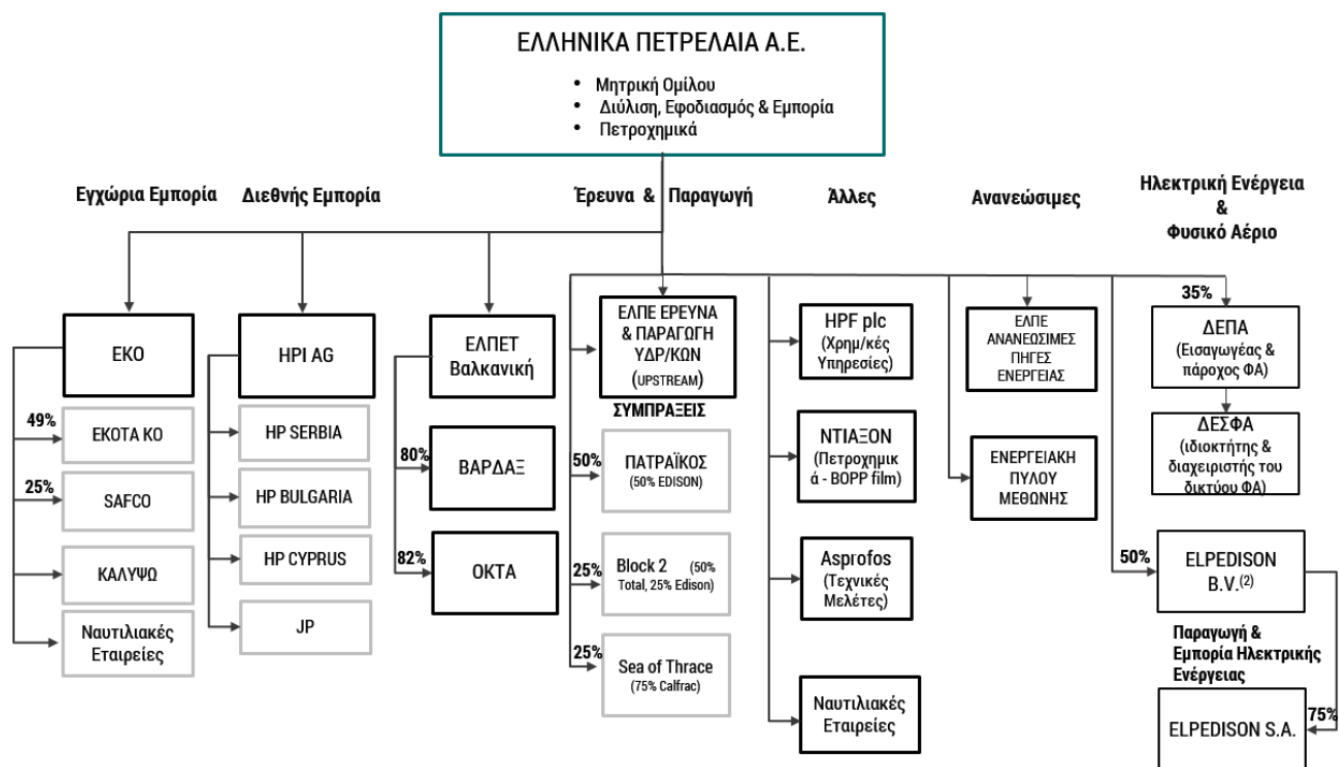 ΕΛΛΗΝΙΚΑ ΠΕΤΡΕΛΑΙΑ Α.Ε.
• Μητρική Ομίλου
• Διύλιση, Εφοδιασμός & Εμπορία
• Πετροχημικά
Εγχώρια Εμπορία
Διεθνής Εμπορία
Έρευνα & Παραγωγή
Άλλες
Ανανεώσιμες
Ηλεκτρική Ενέργεια
&
Φυσικό Αέριο
ΕΚΟ
49%
ΕΚΟΤΑ ΚΟ
25%
SAFCO
ΚΑΛΥΨΩ
Ναυτιλιακές
Εταιρείες
HPI AG
HP SERBIA
HP BULGARIA
HP CYPRUS
JP
ΕΛΠΕΤ
Βαλκανική
80%
ΒΑΡΔΑΞ
82%
ΟΚΤΑ
ΕΛΠΕ ΕΡΕΥΝΑ
& ΠΑΡΑΓΩΓΗ
ΥΔΡ/ΚΩΝ
(UPSTREAM)
ΣΥΜΠΡΑΞΕΙΣ
50%
ΠΑΤΡΑΪΚΟΣ
(50% EDISON)
25%
Block 2 (50%
Total, 25% Edison)
25%
Sea of Thrace
(75% Calfrac)
HPF plc
(Χρημ/κές
Υπηρεσίες)
ΝΤΙΑΞΟΝ
(Πετροχημικ
ά - BOPP film)
Asprofos
(Τεχνικές
Μελέτες)
Ναυτιλιακές
Εταιρείες
ΕΛΠΕ
ΑΝΑΝΕΩΣΙΜΕΣ
ΠΗΓΕΣ
ΕΝΕΡΓΕΙΑΣ
ΕΝΕΡΓΕΙΑΚΗ
ΠΥΛΟΥ
ΜΕΘΩΝΗΣ
35%
ΔΕΠΑ
(Εισαγωγέας &
πάροχος ΦΑ)
ΔΕΣΦΑ
(ιδιοκτήτης &
διαχειριστής του
δικτύου ΦΑ)
50%
ELPEDISON
B.V.(2)
Παραγωγή &
Εμπορία Ηλεκτρικής
Ενέργειας
ELPEDISON S.A.
75%